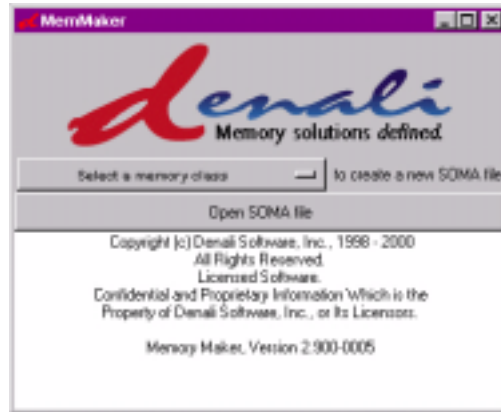 MemMaker
denali
Memory solutions defined.
Select a memory class to create a new SOMA file
Open SOMA file
Copyright (c) Denali Software, Inc., 1998 - 2000
All Rights Reserved.
Licensed Software.
Confidential and Proprietary Information Which is the
Property of Denali Software, Inc., or Its Licensors.
Memory Maker, Version 2.900-0005